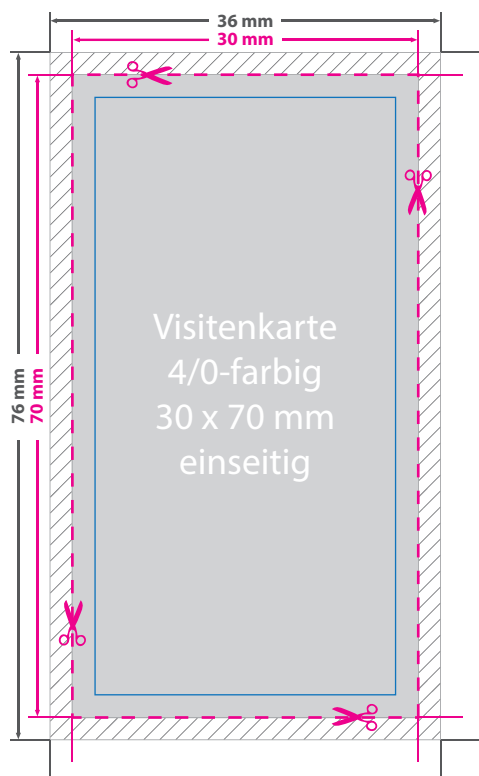 36 mm
30 mm
76 mm
70 mm
Visitenkarte
4/0-farbig
30 x 70 mm
einseitig